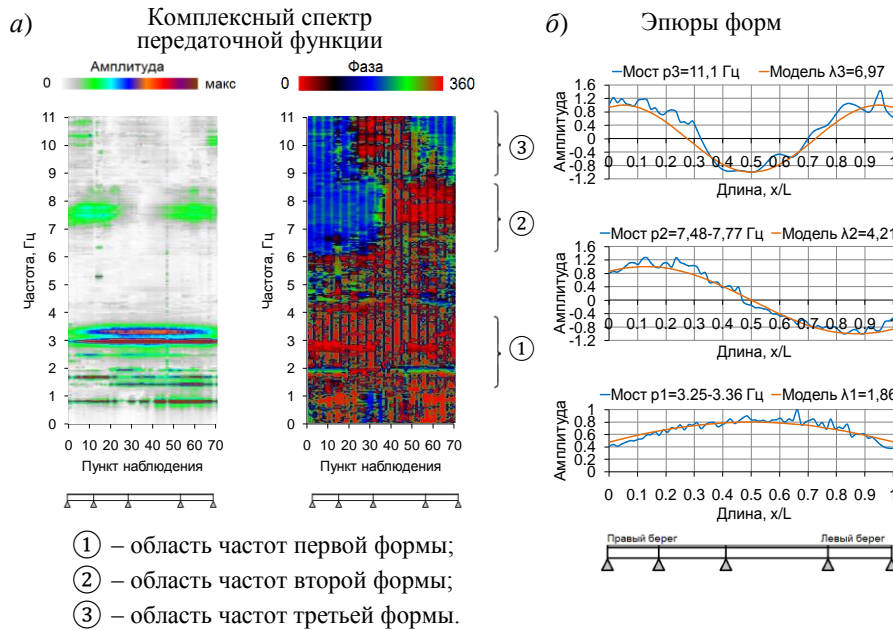 а)
Комплексный спектр
передаточной функции
Амплитуда
0 макс
Фаза
0 360
Частота, Гц
11
10
9
8
7
6
5
4
3
2
1
0
0 10 20 30 40 50 60 70
Пункт наблюдения
Частота, Гц
11
10
9
8
7
6
5
4
3
2
1
0
0 10 20 30 40 50 60 70
Пункт наблюдения
③
②
①
① – область частот первой формы;
② – область частот второй формы;
③ – область частот третьей формы.
б)
Эпюры форм
Мост р3=11,1 Гц Модель λ3=6,97
Амплитуда
1.6
1.2
0.8
0.4
0
-0.4
-0.8
-1.2
0 0.1 0.2 0.3 0.4 0.5 0.6 0.7 0.8 0.9 1
Длина, x/L
Мост р2=7,48-7,77 Гц Модель λ2=4,21
Амплитуда
1.6
1.2
0.8
0.4
0
-0.4
-0.8
-1.2
0 0.1 0.2 0.3 0.4 0.5 0.6 0.7 0.8 0.9 1
Длина, x/L
Мост р1=3.25-3.36 Гц Модель λ1=1,86
Амплитуда
1
0.8
0.6
0.4
0.2
0
0 0.1 0.2 0.3 0.4 0.5 0.6 0.7 0.8 0.9 1
Длина, x/L
Правый берег Левый берег